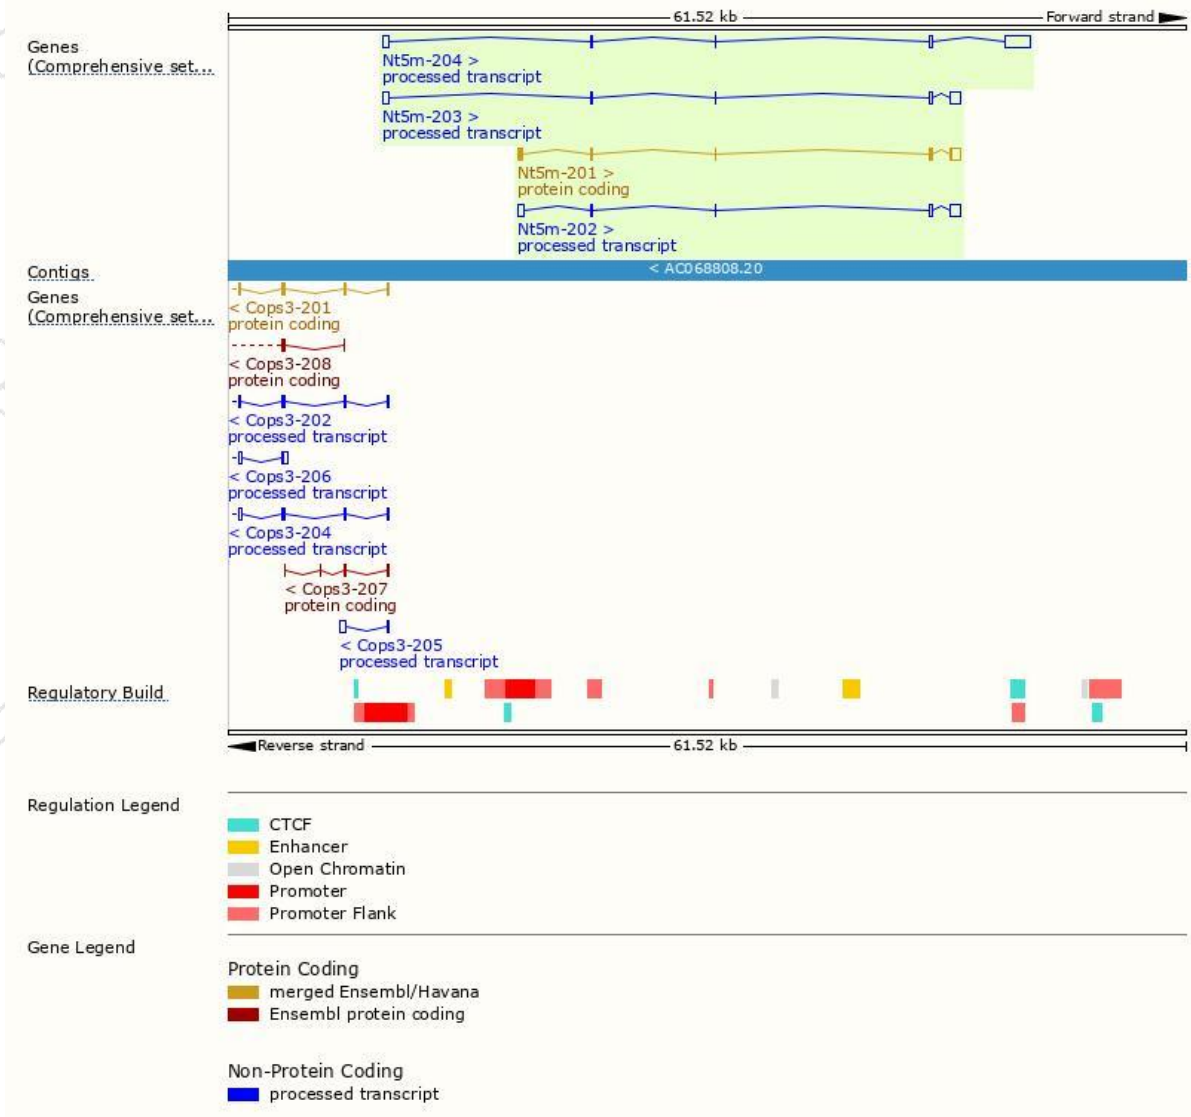 61.52 kb Forward strand
Genes
(Comprehensive set...
Nt5m-204 >
processed transcript
Nt5m-203 >
processed transcript
Nt5m-201 >
protein coding
Nt5m-202 >
processed transcript
Contigs < AC068808.20
Genes
(Comprehensive set...
< Cops3-201
protein coding
< Cops3-208
protein coding
< Cops3-202
processed transcript
< Cops3-206
processed transcript
< Cops3-204
processed transcript
< Cops3-207
protein coding
< Cops3-205
processed transcript
Regulatory Build
Reverse strand 61.52 kb
Regulation Legend
CTCF
Enhancer
Open Chromatin
Promoter
Promoter Flank
Gene Legend
Protein Coding
merged Ensembl/Havana
Ensembl protein coding
Non-Protein Coding
processed transcript